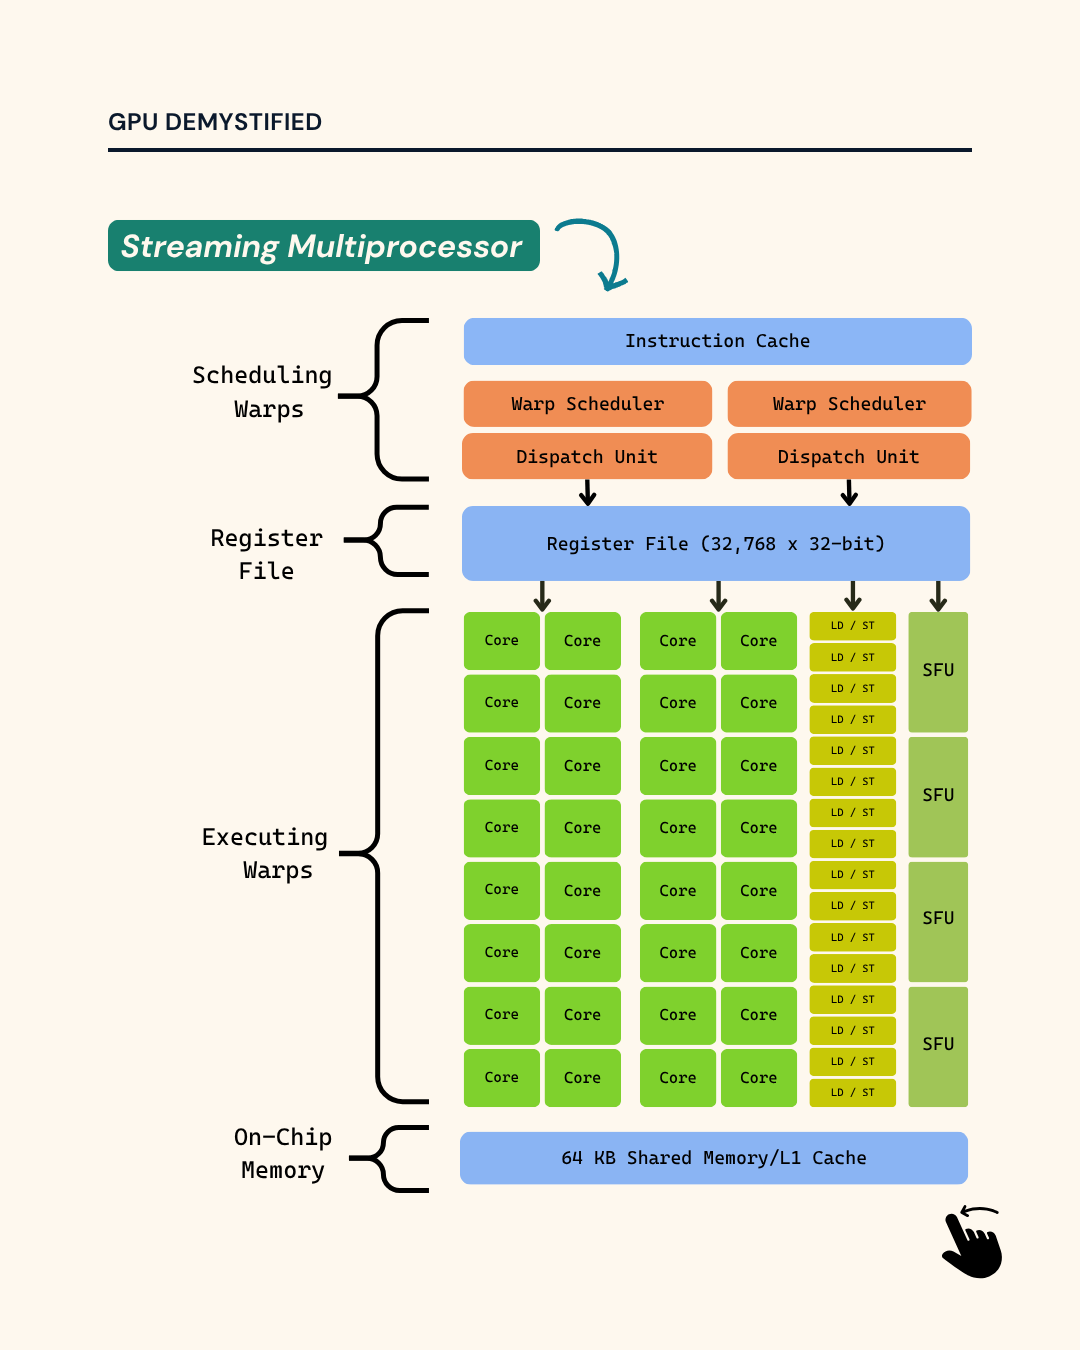 GPU DEMYSTIFIED
Streaming Multiprocessor
Scheduling
Warps
Instruction Cache
Warp Scheduler Warp Scheduler
Dispatch Unit Dispatch Unit
Register
File
Register File (32,768 x 32-bit)
Executing
Warps
Core Core Core Core LD / ST
LD / ST
SFU
Core Core Core Core LD / ST
LD / ST
Core Core Core Core LD / ST
LD / ST
SFU
Core Core Core Core LD / ST
LD / ST
Core Core Core Core LD / ST
LD / ST
SFU
Core Core Core Core LD / ST
LD / ST
Core Core Core Core LD / ST
LD / ST
SFU
Core Core Core Core LD / ST
LD / ST
On-Chip
Memory
64 KB Shared Memory/L1 Cache